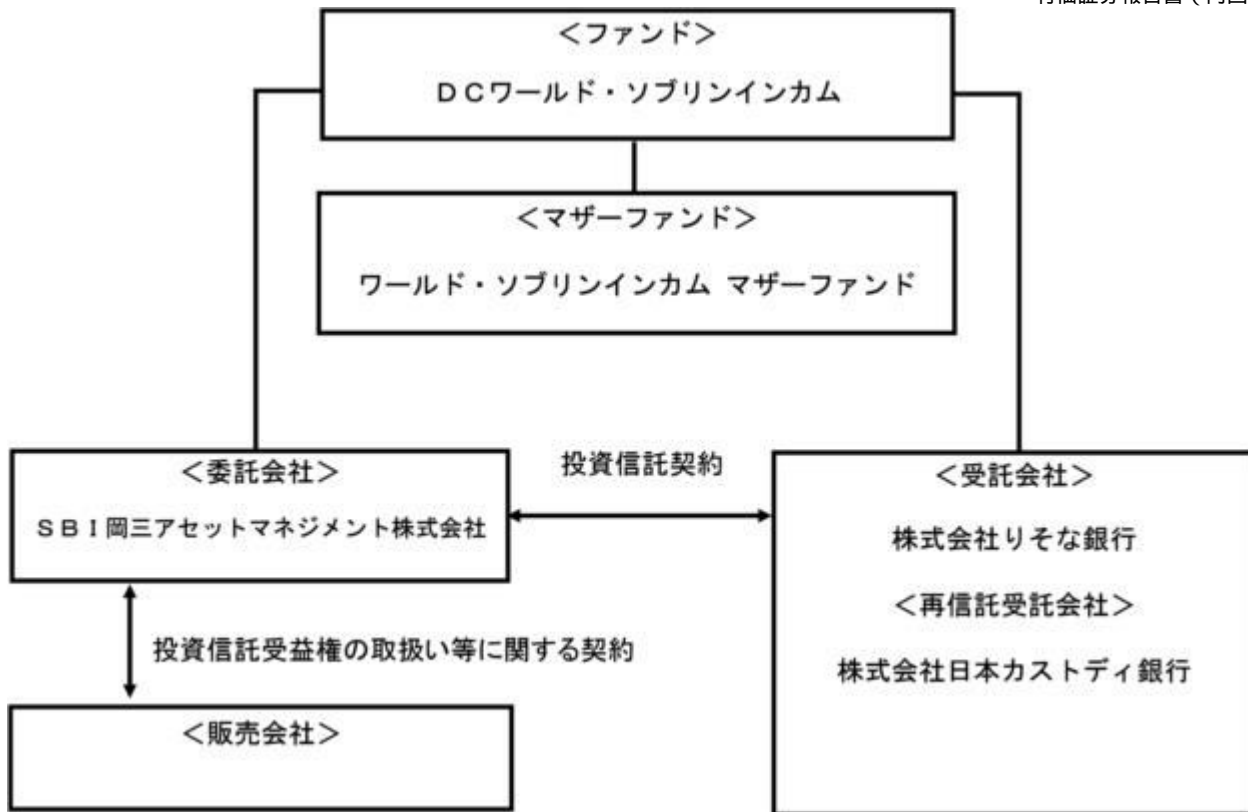 ＜ファンド＞
ＤＣワールド・ソブリンインカム
＜マザーファンド＞
ワールド・ソブリンインカム マザーファンド
＜委託会社＞
ＳＢＩ岡三アセットマネジメント株式会社
投資信託契約
＜受託会社＞
株式会社りそな銀行
＜再信託受託会社＞
株式会社日本カストディ銀行
投資信託受益権の取扱い等に関する契約
＜販売会社＞